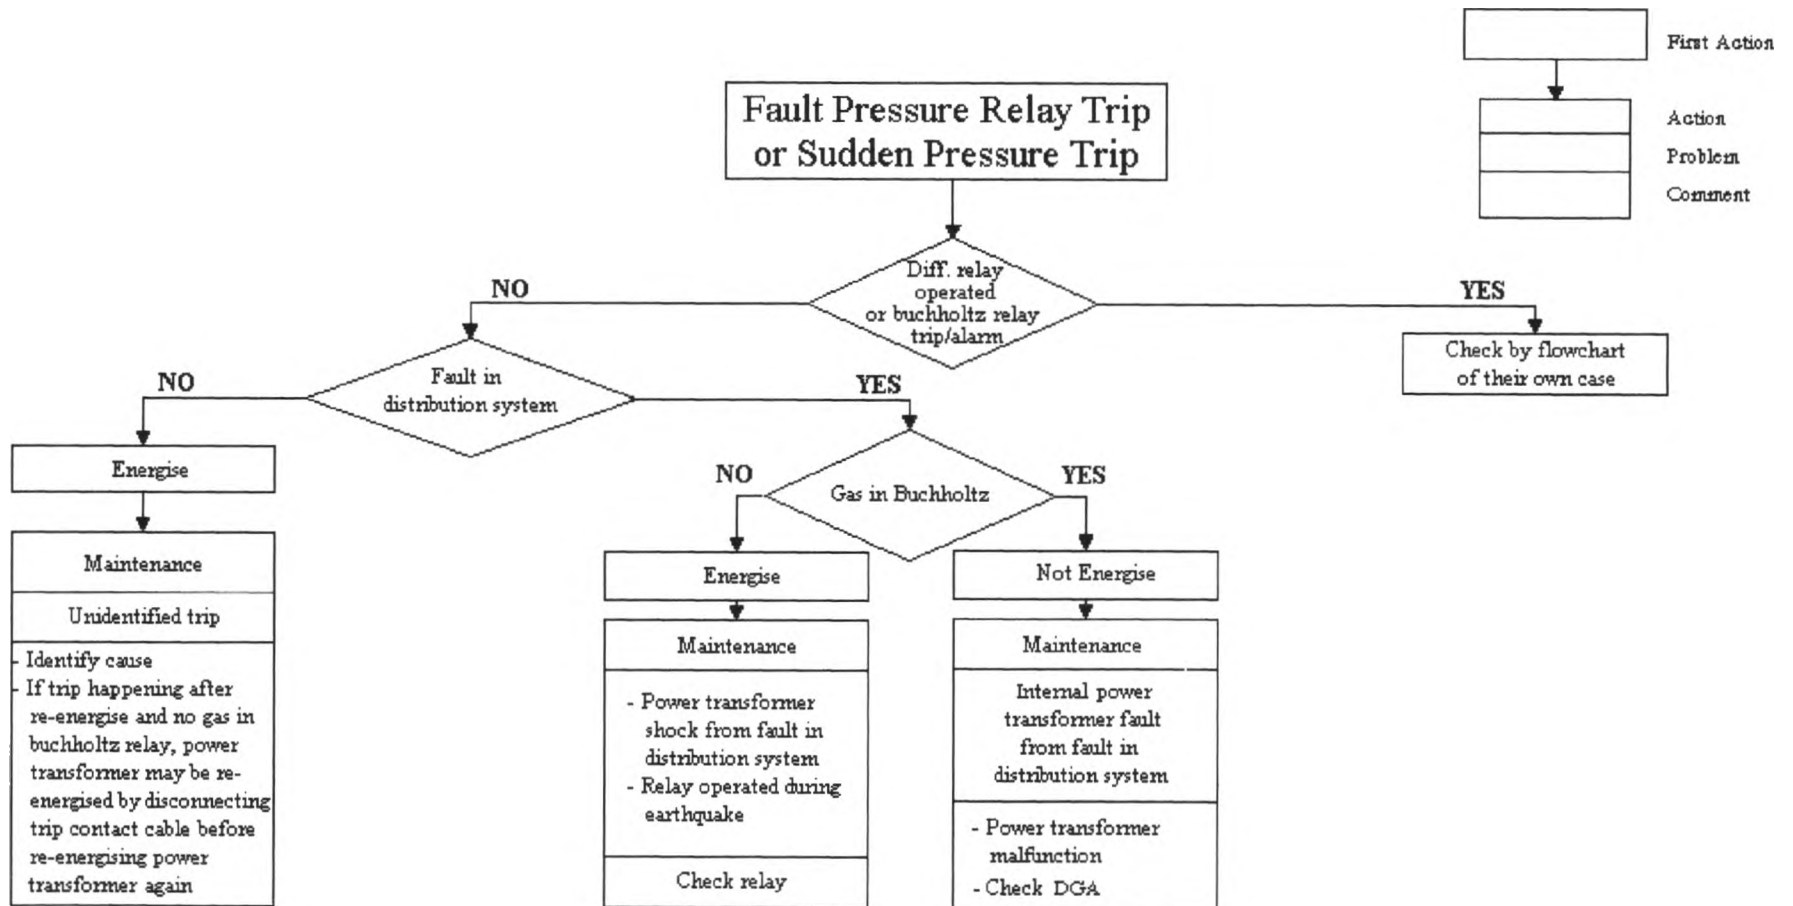 First Action
Action
Problem
Comment
Fault Pressure Relay Trip
or Sudden Pressure Trip
Diff. relay
operated
or buchholtz relay
trip/alarm
NO
YES
Check by flowchart
of their own case
Fault in
distribution system
NO
YES
Energise
Maintenance
Unidentified trip
- Identify cause
- If trip happening after
re-energise and no gas in
buchholtz relay, power
transformer may be re-
energised by disconnecting
trip contact cable before
re-energising power
transformer again
Gas in Buchholtz
NO
YES
Energise
Maintenance
- Power transformer
shock from fault in
distribution system
- Relay operated during
earthquake
Check relay
Not Energise
Maintenance
Internal power
transformer fault
from fault in
distribution system
- Power transformer
malfunction
- Check DGA